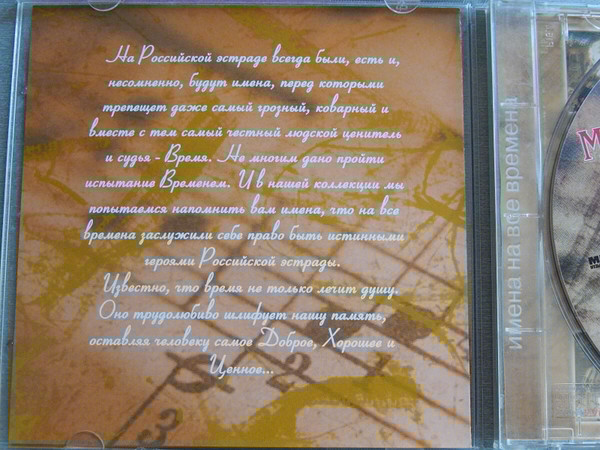 На Российской эстраде всегда были, есть и,
несомненно, будут имена, перед которыми
трепещет даже самый грозный, коварный и
вместе с тем самый честный людской ценитель
и судья - Время. Не многим дано пройти
испытание Временем. И в нашей коллекции мы
попытаемся напомнить вам имена, что на все
времена заслужили себе право быть истинными
героями Российской эстрады.
Известно, что время не только лечит душу.
Оно трудолюбиво шлифует нашу память,
оставляя человеку самое Доброе, Хорошее и
Ценное...
имена на все времена